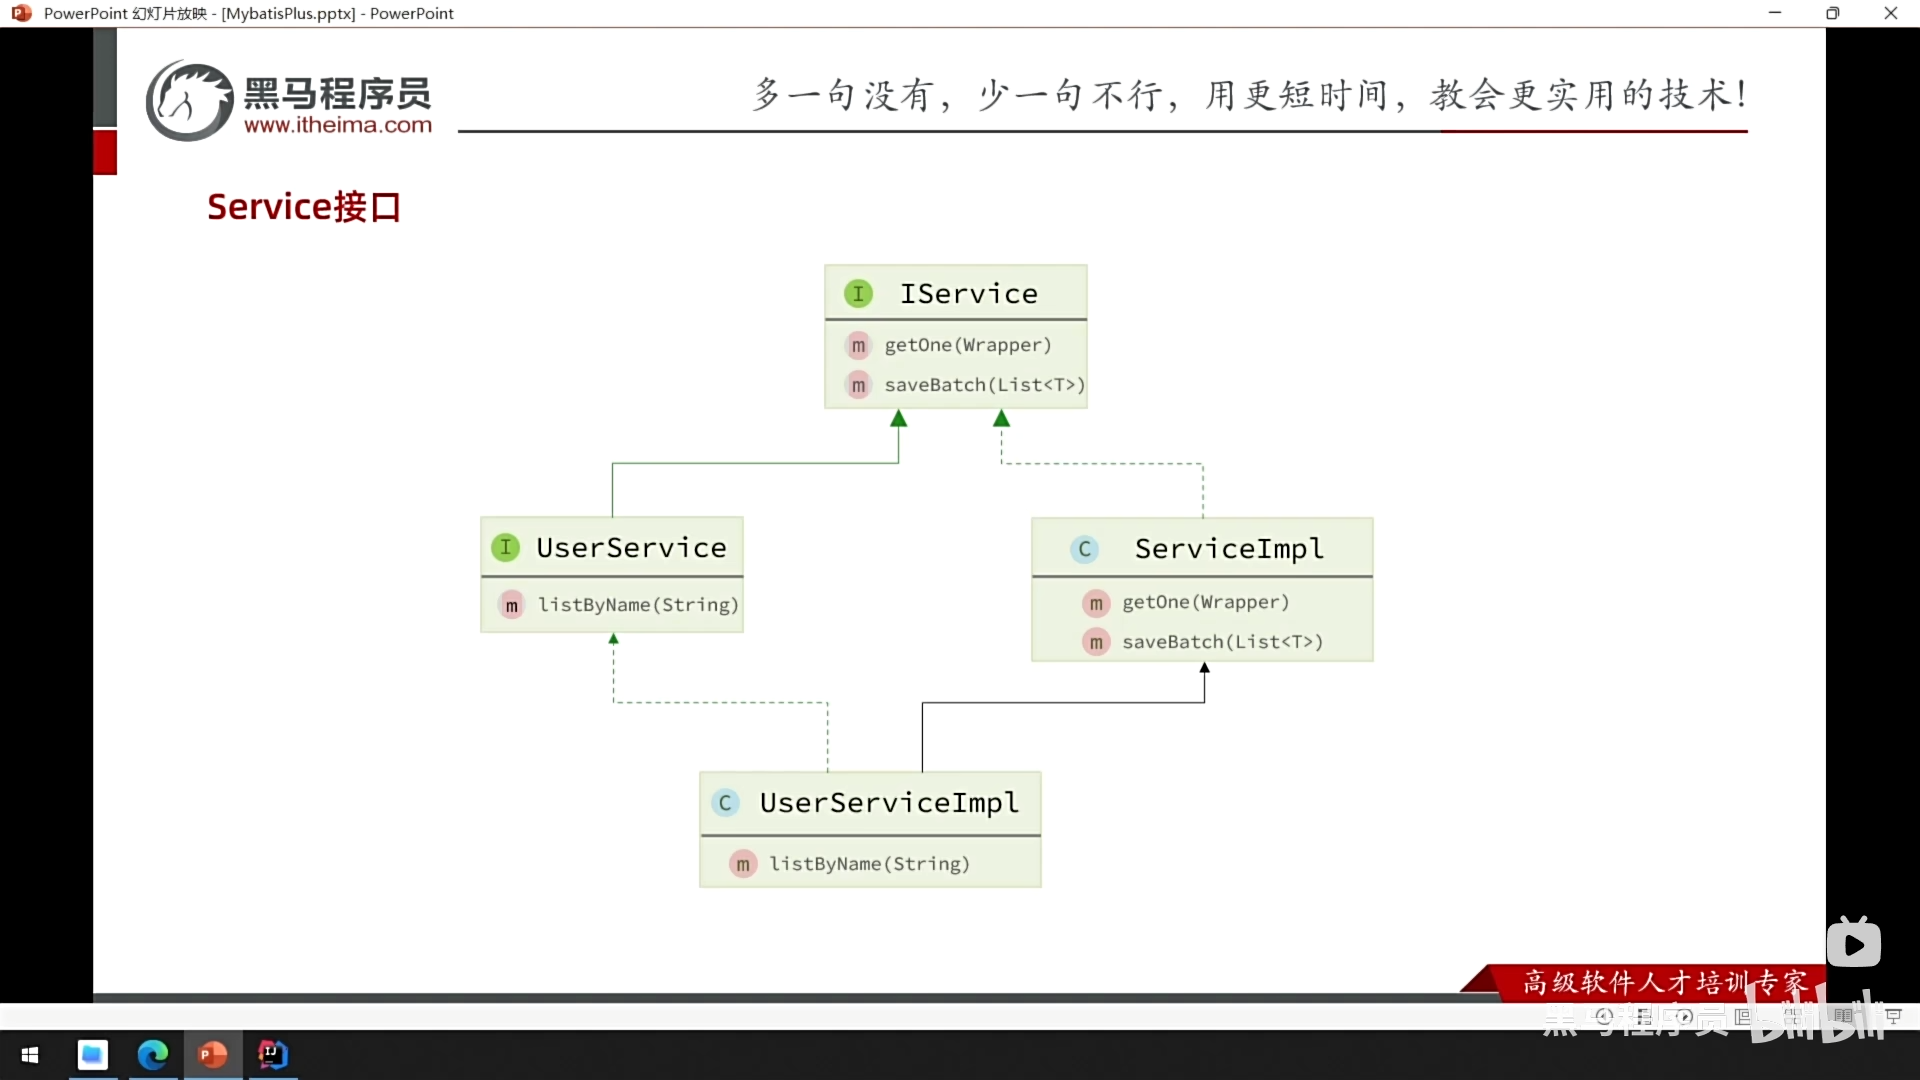 PowerPoint 幻灯片放映 - [MybatisPlus.pptx] - PowerPoint
黑马程序员
www.itheima.com
多一句没有，少一句不行，用更短时间，教会更实用的技术！
Service接口
I IService
m getOne(Wrapper)
m saveBatch(List<T>)
I UserService
m listByName(String)
C ServiceImpl
m getOne(Wrapper)
m saveBatch(List<T>)
C UserServiceImpl
m listByName(String)
高级软件人才培训专家
黑马程序员 bilibili